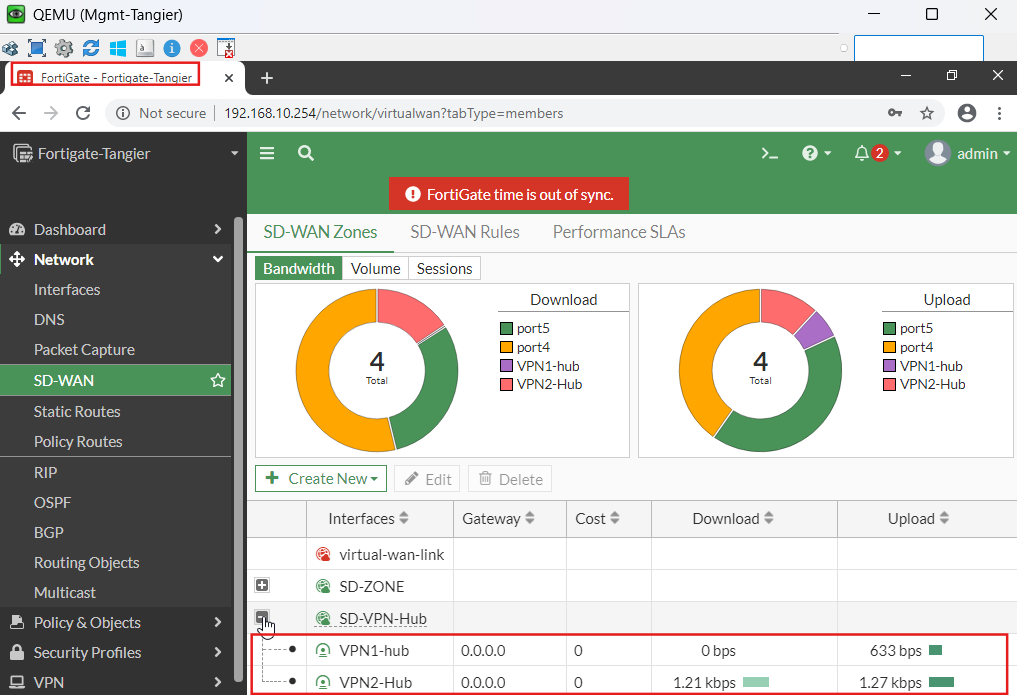 QEMU (Mgmt-Tangier)
FortiGate - Fortigate-Tangier
Not secure 192.168.10.254/network/virtualwan?tabType=members
Fortigate-Tangier
>_ ? 2 admin
FortiGate time is out of sync.
Dashboard
Network
Interfaces
DNS
Packet Capture
SD-WAN
Static Routes
Policy Routes
RIP
OSPF
BGP
Routing Objects
Multicast
Policy & Objects
Security Profiles
VPN
SD-WAN Zones SD-WAN Rules Performance SLAs
Bandwidth Volume Sessions
Download
4
Total
port5
port4
VPN1-hub
VPN2-Hub
Upload
4
Total
port5
port4
VPN1-hub
VPN2-Hub
Create New Edit Delete
Interfaces Gateway Cost Download Upload
virtual-wan-link
SD-ZONE
SD-VPN-Hub
VPN1-hub 0.0.0.0 0 0 bps 633 bps
VPN2-Hub 0.0.0.0 0 1.21 kbps 1.27 kbps